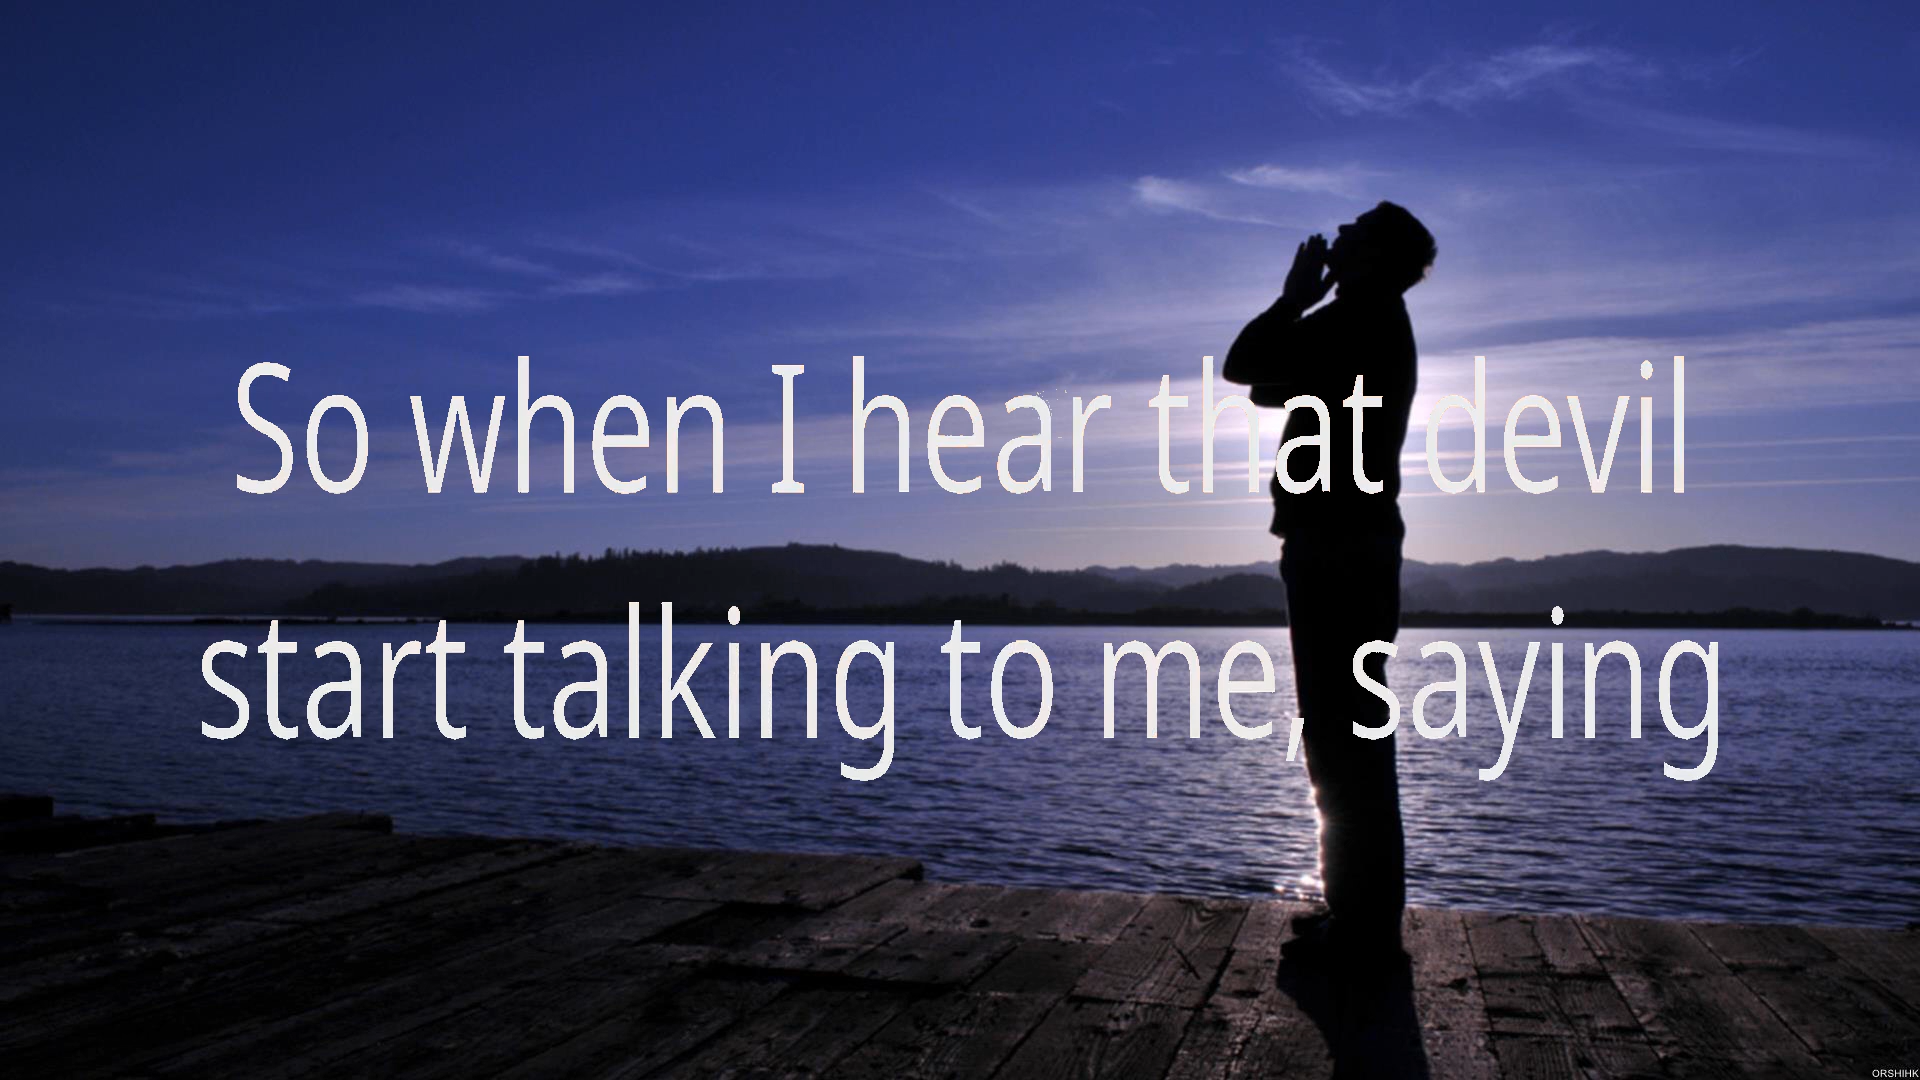 So when I hear that devil
start talking to me, saying
ORSHIHK